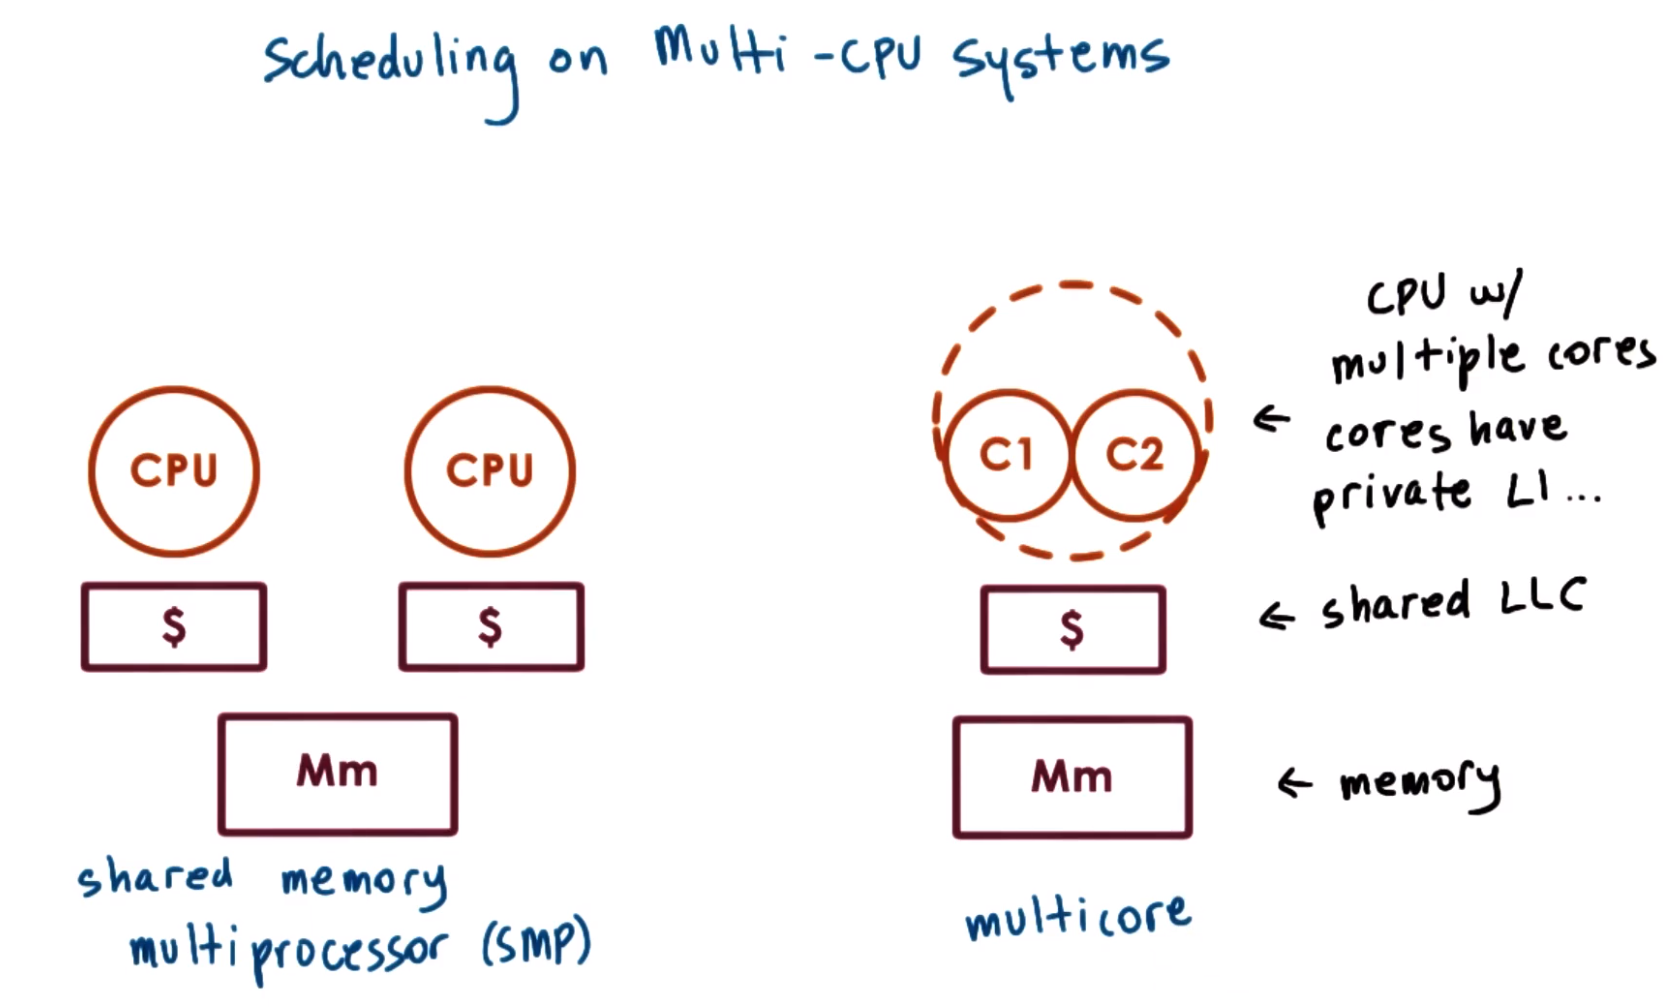 Scheduling on Multi-CPU Systems
CPU
CPU
$
$
Mm
shared memory
multiprocessor (SMP)
C1 C2
$
Mm
multicore
CPU w/
multiple cores
← cores have
private L1...
← shared LLC
← memory